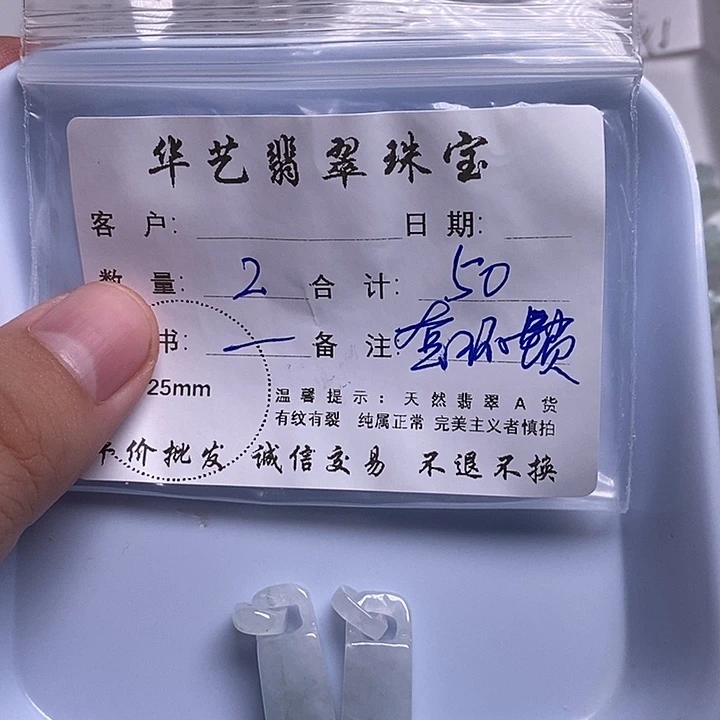 华艺翡翠珠宝
客 户: 日 期:
数 量: 2 合 计: 50
书: 一 备 注: 套环锁
25mm
温馨提示:天然翡翠A货
有纹有裂 纯属正常 完美主义者慎拍
价批发 诚信交易 不退不换